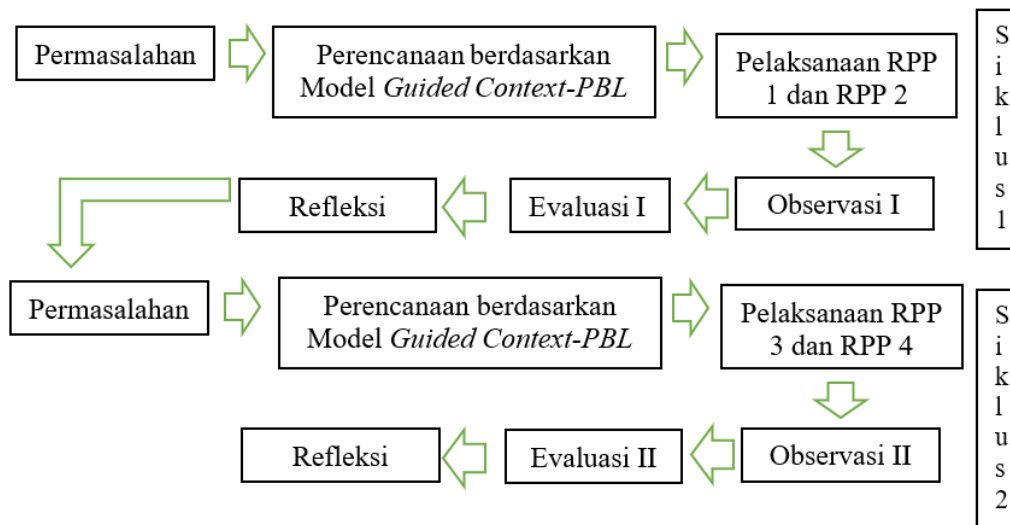 Permasalahan
Perencanaan berdasarkan
Model Guided Context-PBL
Pelaksanaan RPP
1 dan RPP 2
S
i
k
l
u
s
1
Refleksi
Evaluasi I
Observasi I
Permasalahan
Perencanaan berdasarkan
Model Guided Context-PBL
Pelaksanaan RPP
3 dan RPP 4
S
i
k
l
u
s
2
Refleksi
Evaluasi II
Observasi II